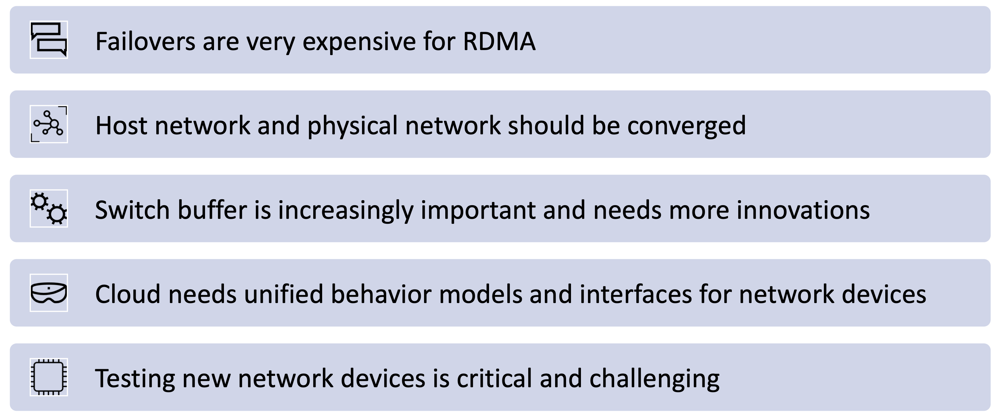 Failovers are very expensive for RDMA
Host network and physical network should be converged
Switch buffer is increasingly important and needs more innovations
Cloud needs unified behavior models and interfaces for network devices
Testing new network devices is critical and challenging